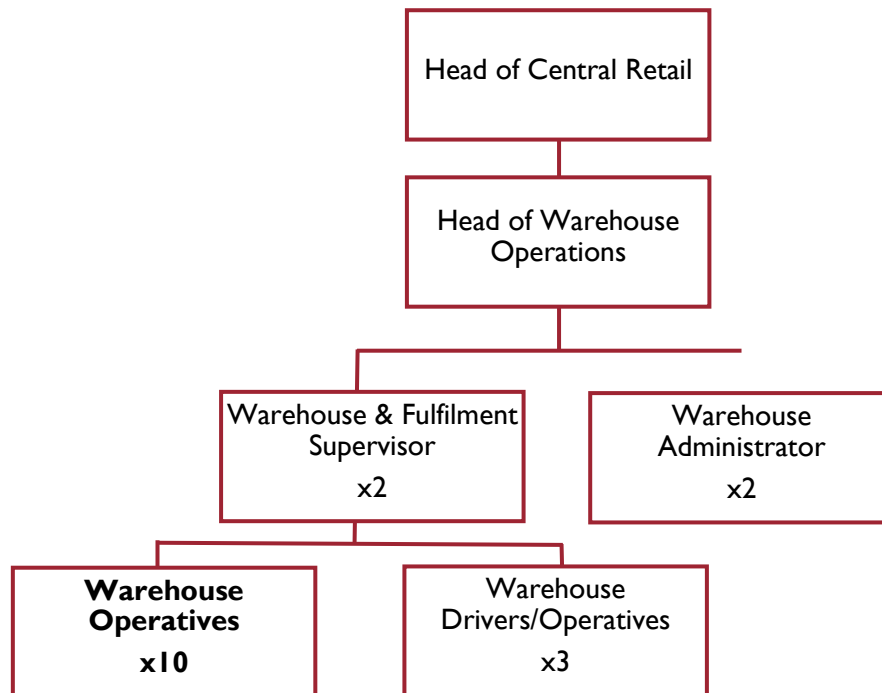 Head of Central Retail
Head of Warehouse
Operations
Warehouse & Fulfilment
Supervisor
x2
Warehouse
Administrator
x2
Warehouse
Operatives
x10
Warehouse
Drivers/Operatives
x3